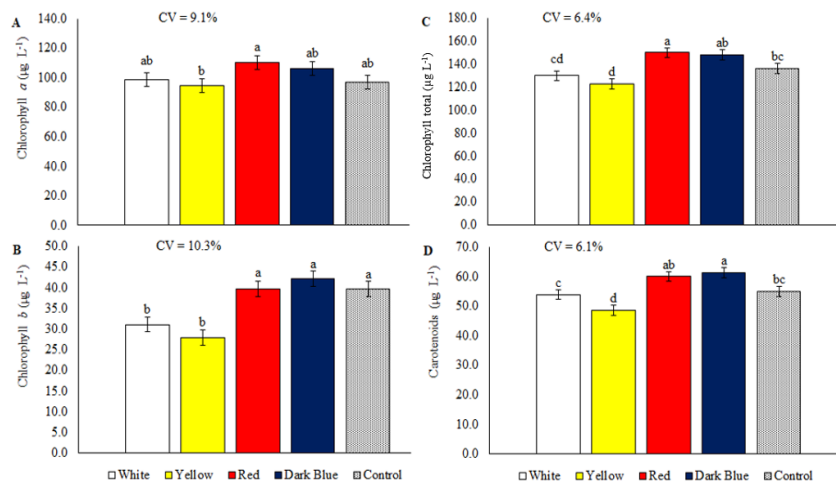 A
CV = 9.1%
Chlorophyll a (µg L-1)
140.0
120.0
100.0
80.0
60.0
40.0
20.0
0.0
ab
b
a
ab
ab
C
CV = 6.4%
Chlorophyll total (µg L-1)
180.0
160.0
140.0
120.0
100.0
80.0
60.0
40.0
20.0
0.0
cd
d
a
ab
bc
B
CV = 10.3%
Chlorophyll b (µg L-1)
50.0
45.0
40.0
35.0
30.0
25.0
20.0
15.0
10.0
5.0
0.0
b
b
a
a
a
White Yellow Red Dark Blue Control
D
CV = 6.1%
Carotenoids (µg L-1)
70.0
60.0
50.0
40.0
30.0
20.0
10.0
0.0
c
d
ab
a
bc
White Yellow Red Dark Blue Control